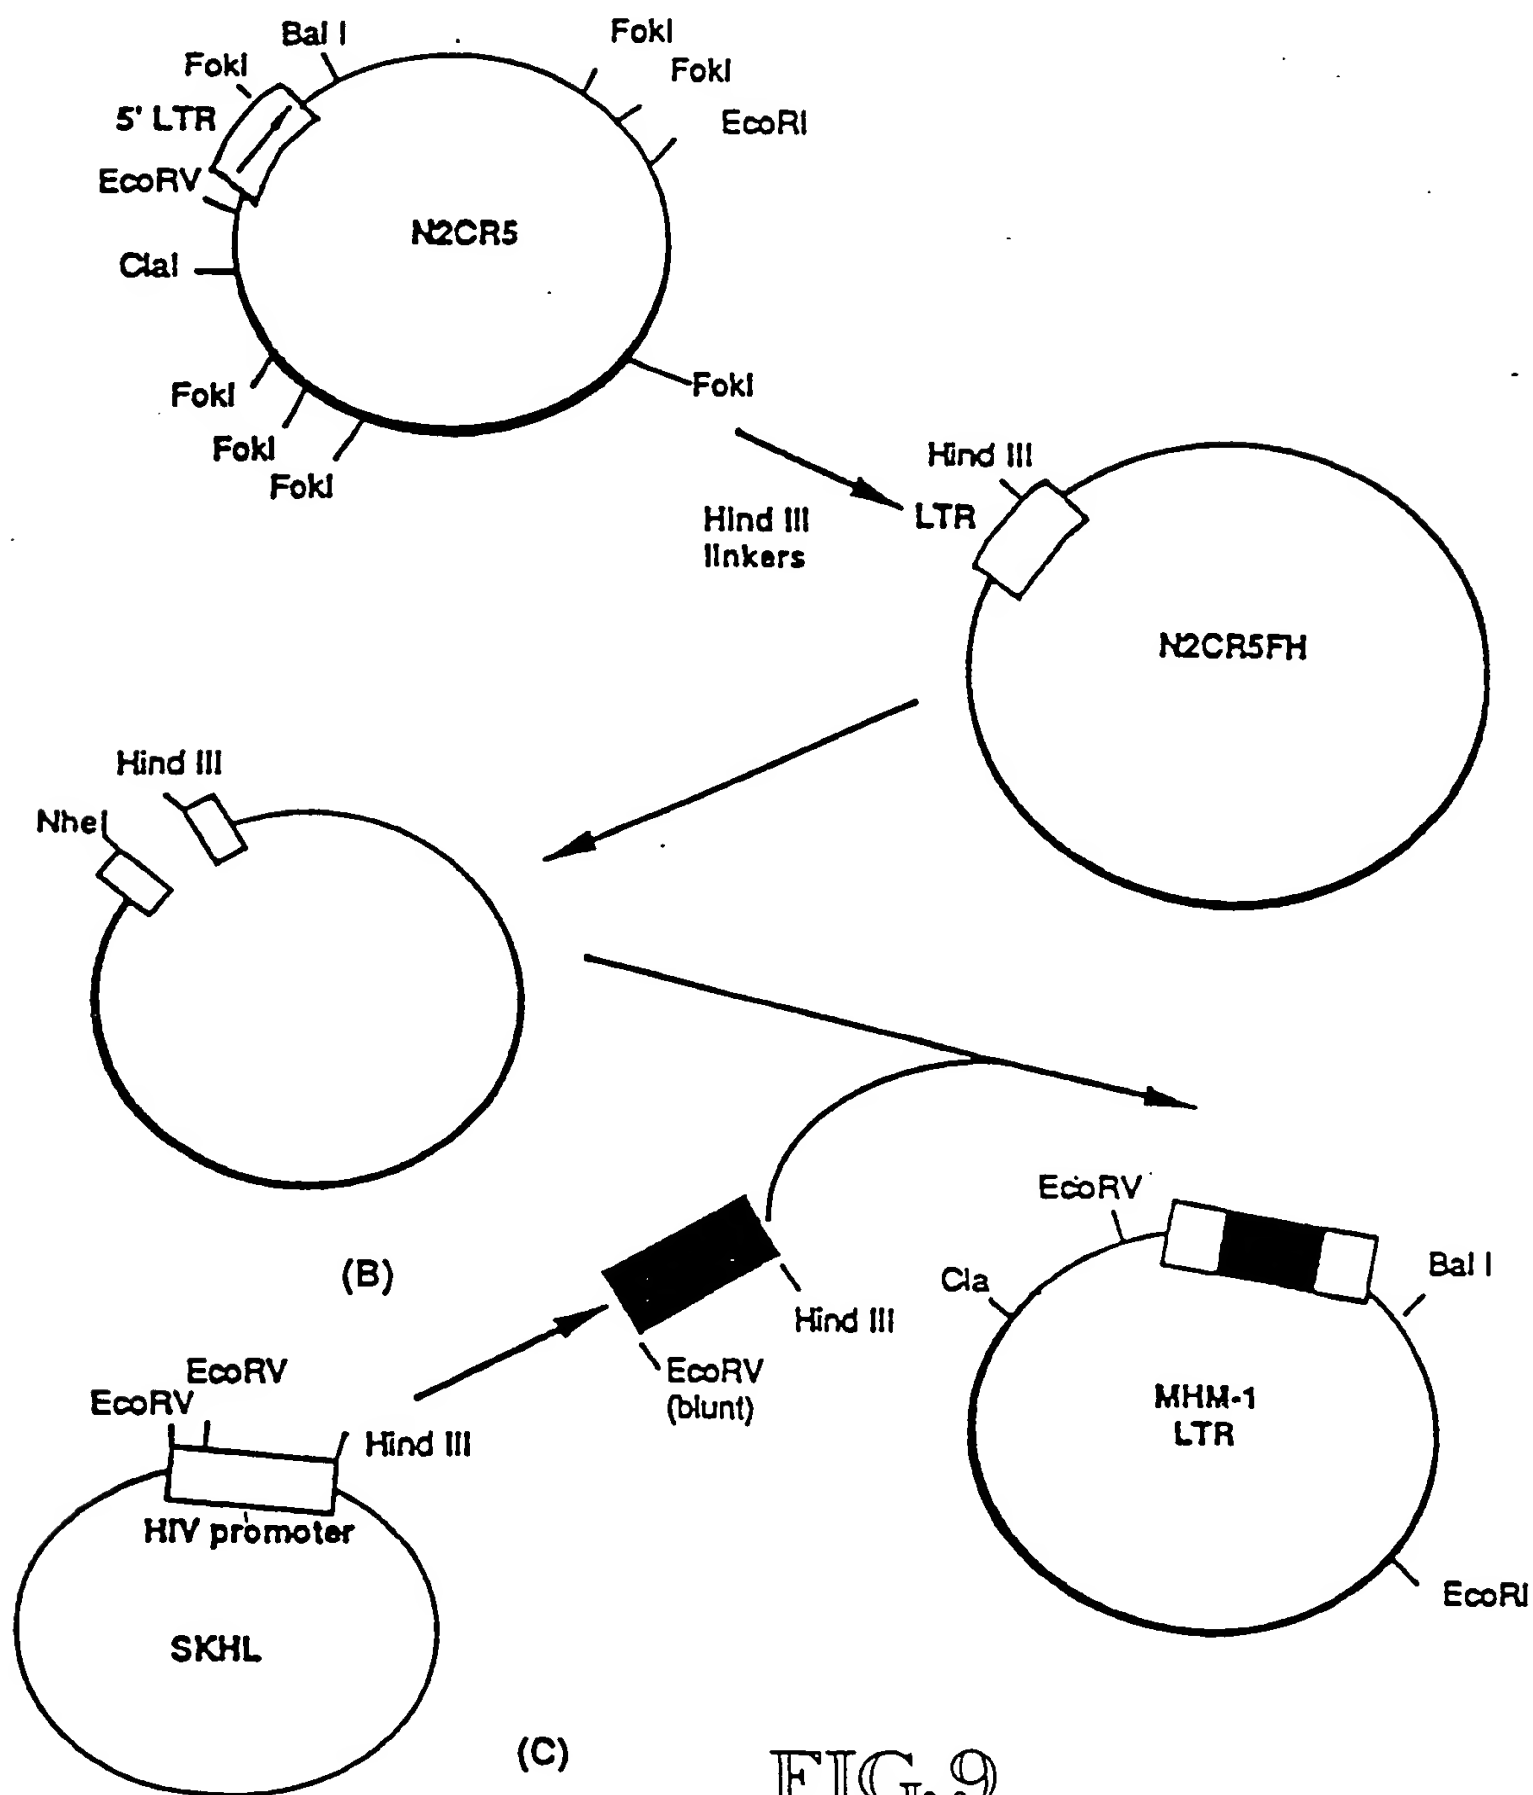 Bal I
FokI
5' LTR
EcoRV
ClaI
FokI
FokI
EcoRI
N2CR5
FokI
FokI
FokI
FokI
Hind III
linkers
Hind III
LTR
N2CR5FH
Hind III
NheI
(B)
EcoRV
EcoRV
Hind III
HIV promoter
SKHL
Hind III
EcoRV
(blunt)
EcoRV
Cla
Bal I
MHM-1
LTR
EcoRI
(C)
FIG. 9